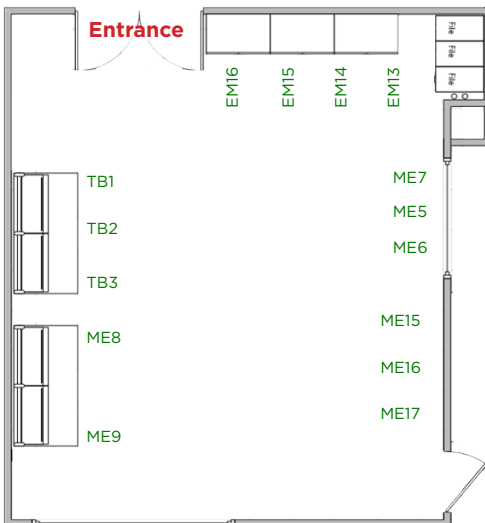 Entrance
File
File
File
EM16
EM15
EM14
EM13
TB1
TB2
TB3
ME8
ME9
ME7
ME5
ME6
ME15
ME16
ME17